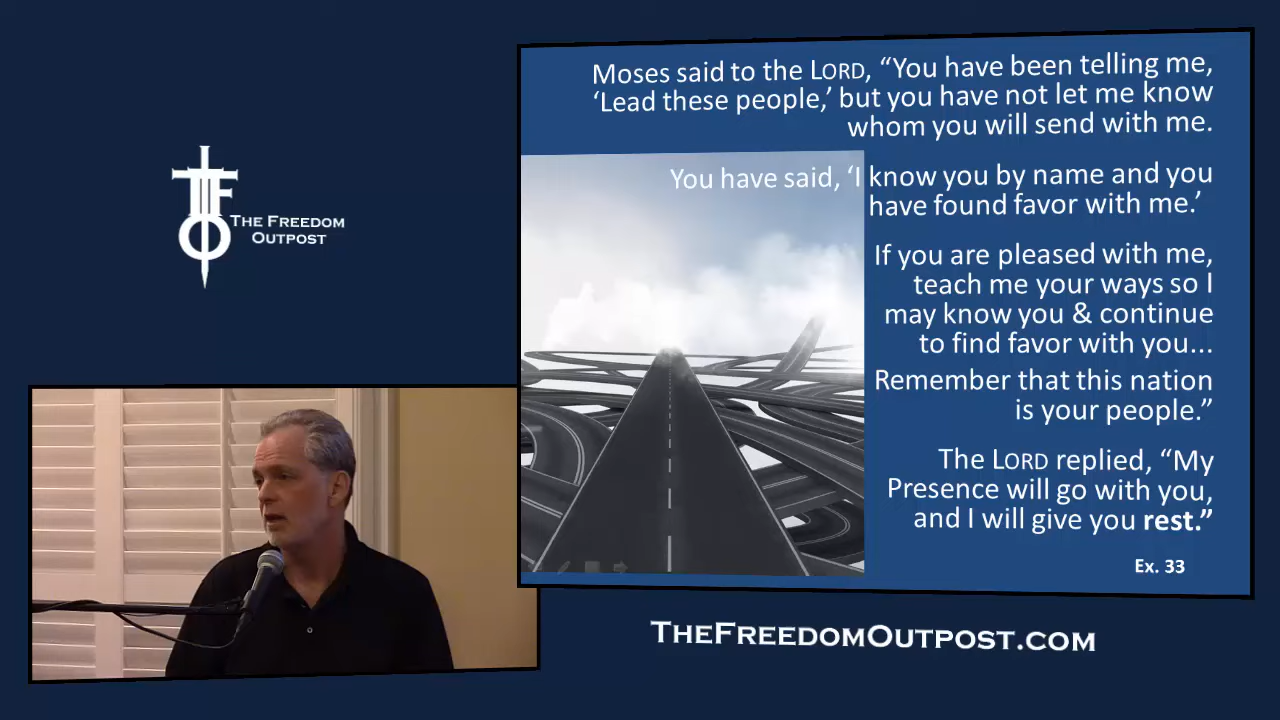 TFO
THE FREEDOM
OUTPOST
Moses said to the LORD, “You have been telling me,
‘Lead these people,’ but you have not let me know
whom you will send with me.
You have said, ‘I know you by name and you
have found favor with me.’
If you are pleased with me,
teach me your ways so I
may know you & continue
to find favor with you...
Remember that this nation
is your people.”
The LORD replied, “My
Presence will go with you,
and I will give you rest.”
Ex. 33
THEFREEDOMOUTPOST.COM